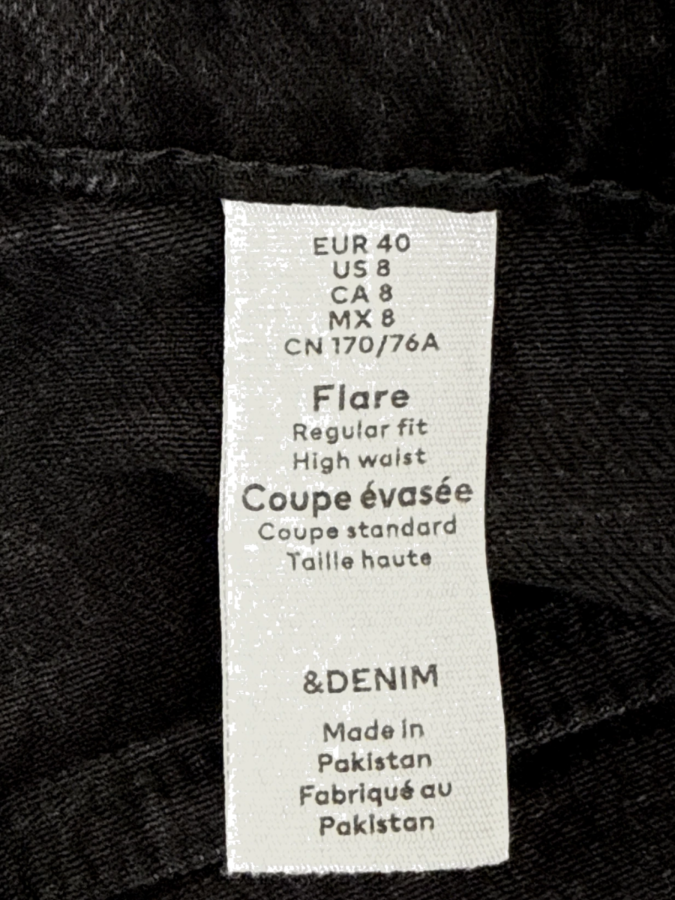 EUR 40
US 8
CA 8
MX 8
CN 170/76A
Flare
Regular fit
High waist
Coupe évasée
Coupe standard
Taille haute
&DENIM
Made in
Pakistan
Fabriqué au
Pakistan